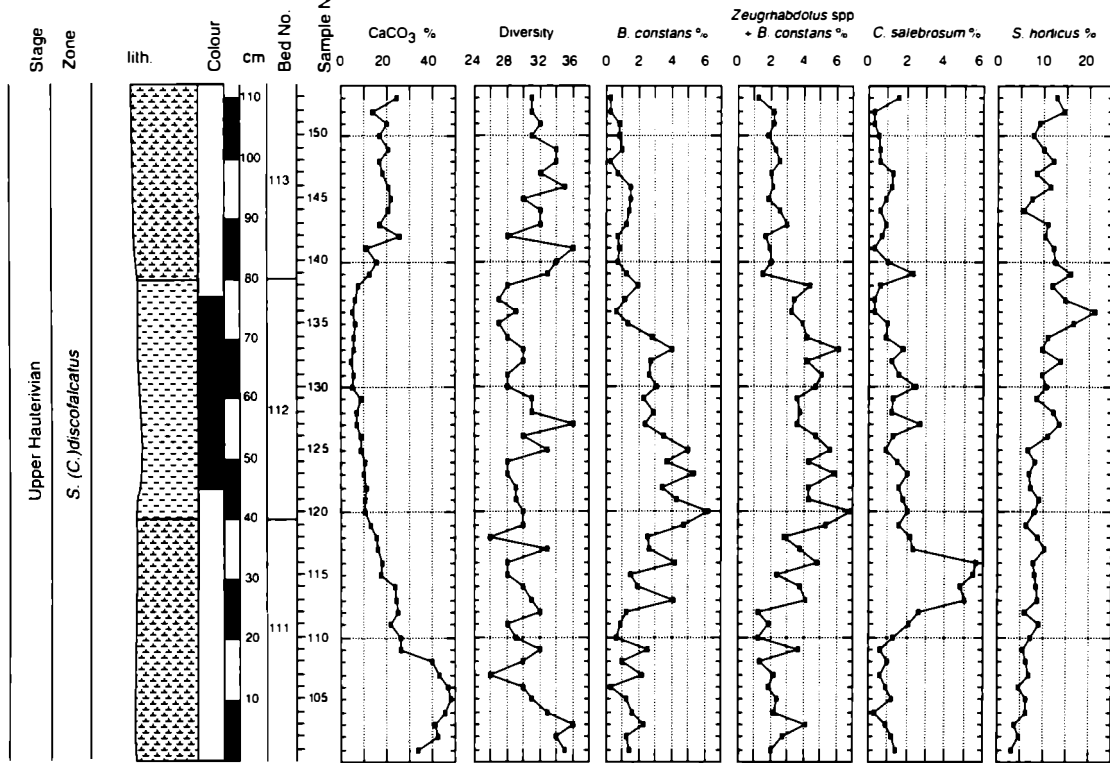 Stage
Zone
lith.
Colour
cm
Bed No.
Sample N
CaCO3 %
0 20 40
Diversity
24 28 32 36
B. constans %
0 2 4 6
Zeugrhabdotus spp
+ B. constans %
0 2 4 6
C. salebrosum %
0 2 4 6
S. horticus %
0 10 20
Upper Hauterivian
S. (C.) discofalcatus
110
100
90
80
70
60
50
40
30
20
10
113
112
111
150
145
140
135
130
125
120
115
110
105